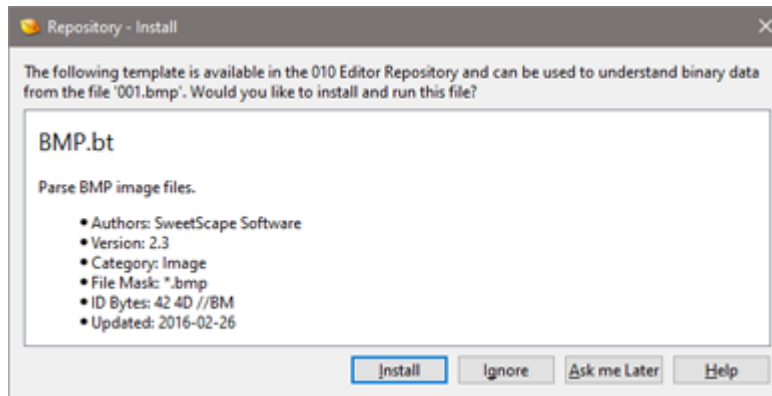 Repository - Install
The following template is available in the 010 Editor Repository and can be used to understand binary data
from the file '001.bmp'. Would you like to install and run this file?
BMP.bt
Parse BMP image files.
• Authors: SweetScape Software
• Version: 2.3
• Category: Image
• File Mask: *.bmp
• ID Bytes: 42 4D //BM
• Updated: 2016-02-26
Install Ignore Ask me Later Help